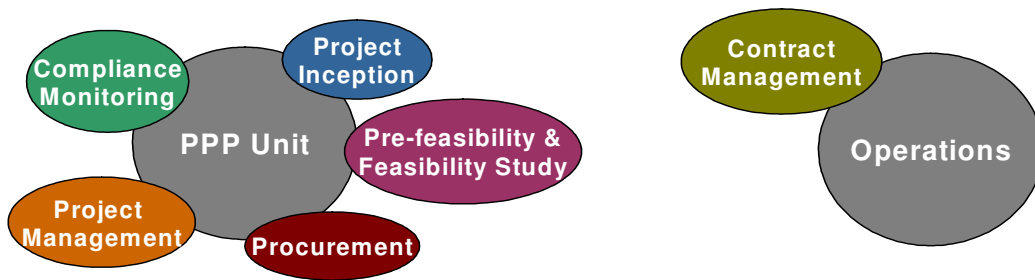 Project
Inception
Compliance
Monitoring
PPP Unit
Pre-feasibility &
Feasibility Study
Project
Management
Procurement
Contract
Management
Operations